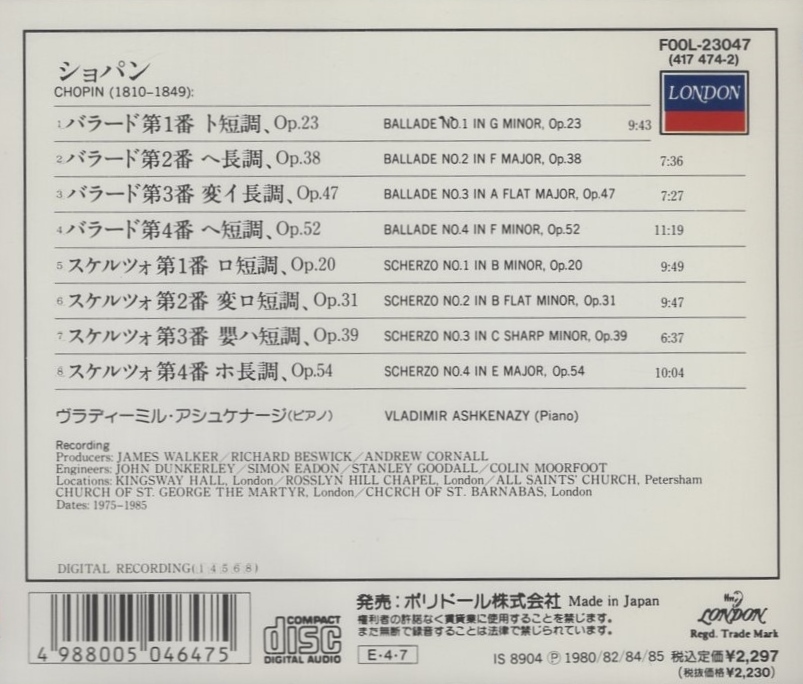 FOOL-23047
(417 474-2)
LONDON
ショパン
CHOPIN (1810–1849):
1 バラード第1番 ト短調、Op.23 BALLADE NO.1 IN G MINOR, Op.23 9:43
2 バラード第2番 ヘ長調、Op.38 BALLADE NO.2 IN F MAJOR, Op.38 7:36
3 バラード第3番 変イ長調、Op.47 BALLADE NO.3 IN A FLAT MAJOR, Op.47 7:27
4 バラード第4番 ヘ短調、Op.52 BALLADE NO.4 IN F MINOR, Op.52 11:19
5 スケルツォ第1番 ロ短調、Op.20 SCHERZO NO.1 IN B MINOR, Op.20 9:49
6 スケルツォ第2番 変ロ短調、Op.31 SCHERZO NO.2 IN B FLAT MINOR, Op.31 9:47
7 スケルツォ第3番 嬰ハ短調、Op.39 SCHERZO NO.3 IN C SHARP MINOR, Op.39 6:37
8 スケルツォ第4番 ホ長調、Op.54 SCHERZO NO.4 IN E MAJOR, Op.54 10:04
ヴラディーミル・アシュケナージ(ピアノ) VLADIMIR ASHKENAZY (Piano)
Recording
Producers: JAMES WALKER／RICHARD BESWICK／ANDREW CORNALL
Engineers: JOHN DUNKERLEY／SIMON EADON／STANLEY GOODALL／COLIN MOORFOOT
Locations: KINGSWAY HALL, London／ROSSLYN HILL CHAPEL, London／ALL SAINTS' CHURCH, Petersham
CHURCH OF ST. GEORGE THE MARTYR, London／CHCRCH OF ST. BARNABAS, London
Dates: 1975–1985
DIGITAL RECORDING(1 4 5 6 8)
4 988005 046475
COMPACT
disc
DIGITAL AUDIO
発売：ポリドール株式会社 Made in Japan
権利者の許諾なく賃貸業に使用することを禁じます。
また無断で録音することは法律で禁じられています。
E·4·7
IS 8904 Ⓟ 1980/82/84/85 税込定価¥2,297
(税抜価格¥2,230)
LONDON
Regd. Trade Mark